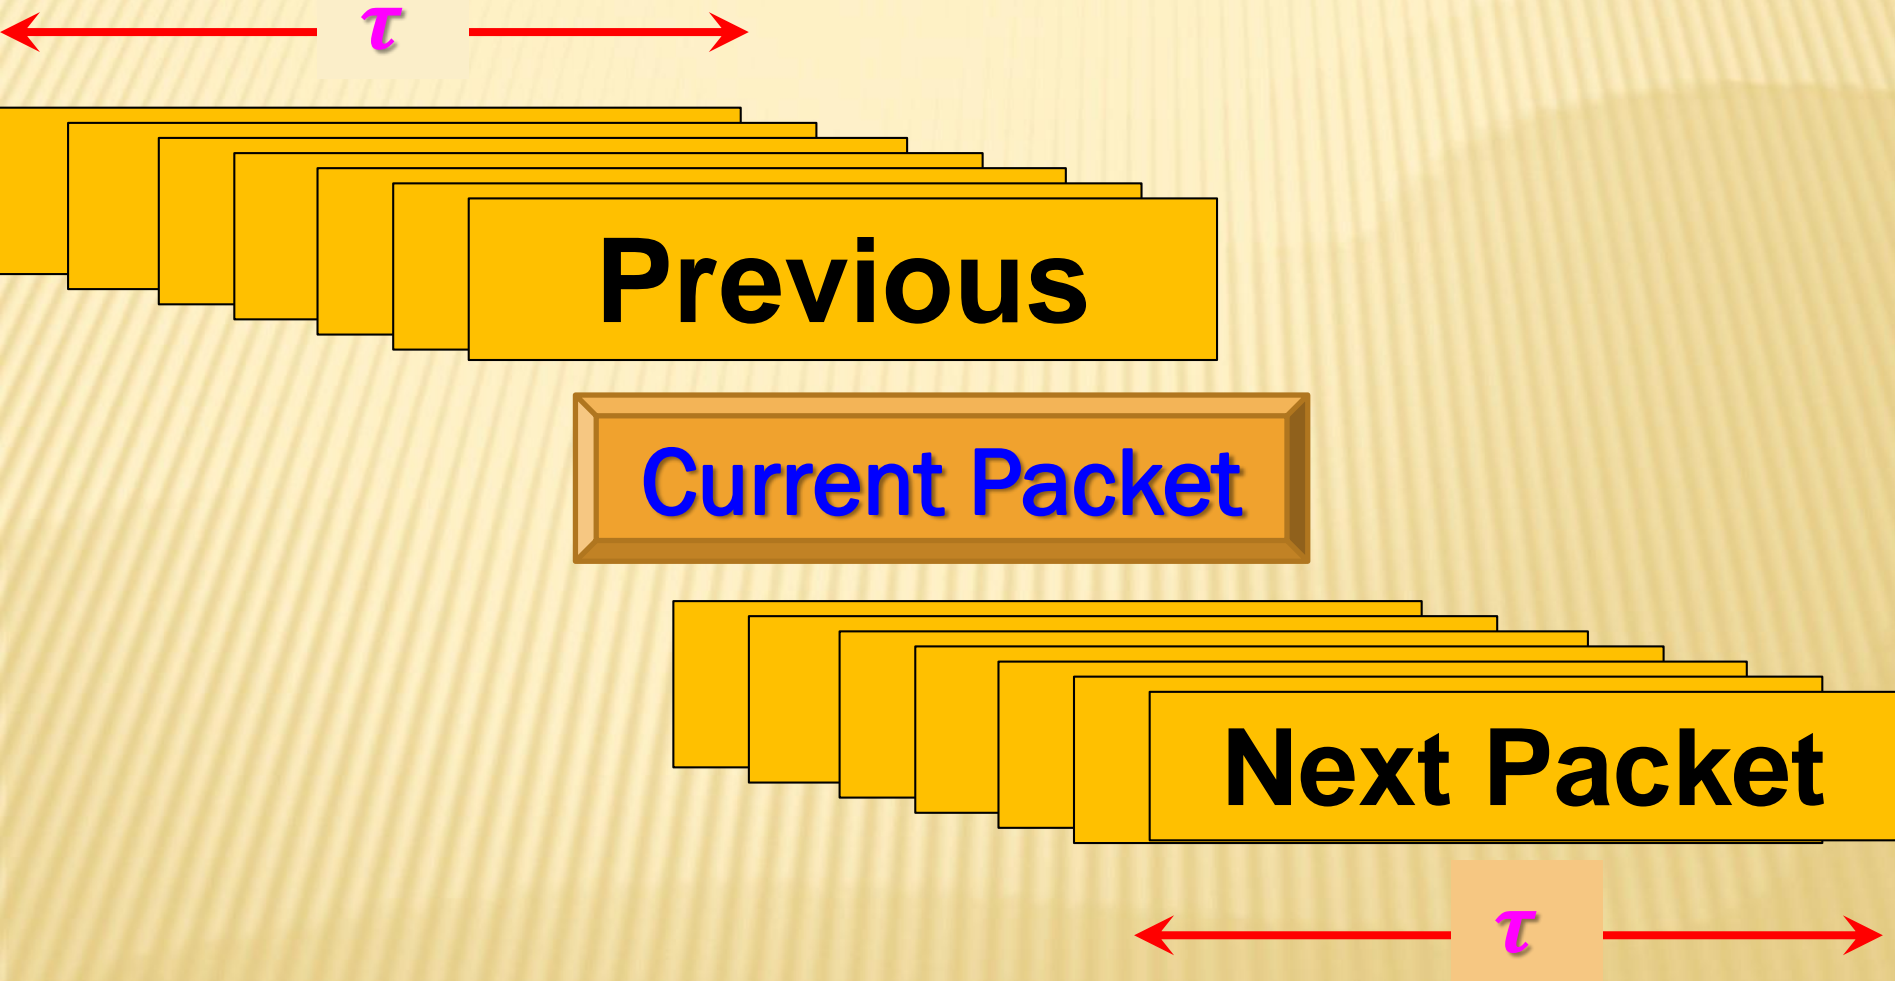 τ
Previous
Current Packet
Next Packet
τ